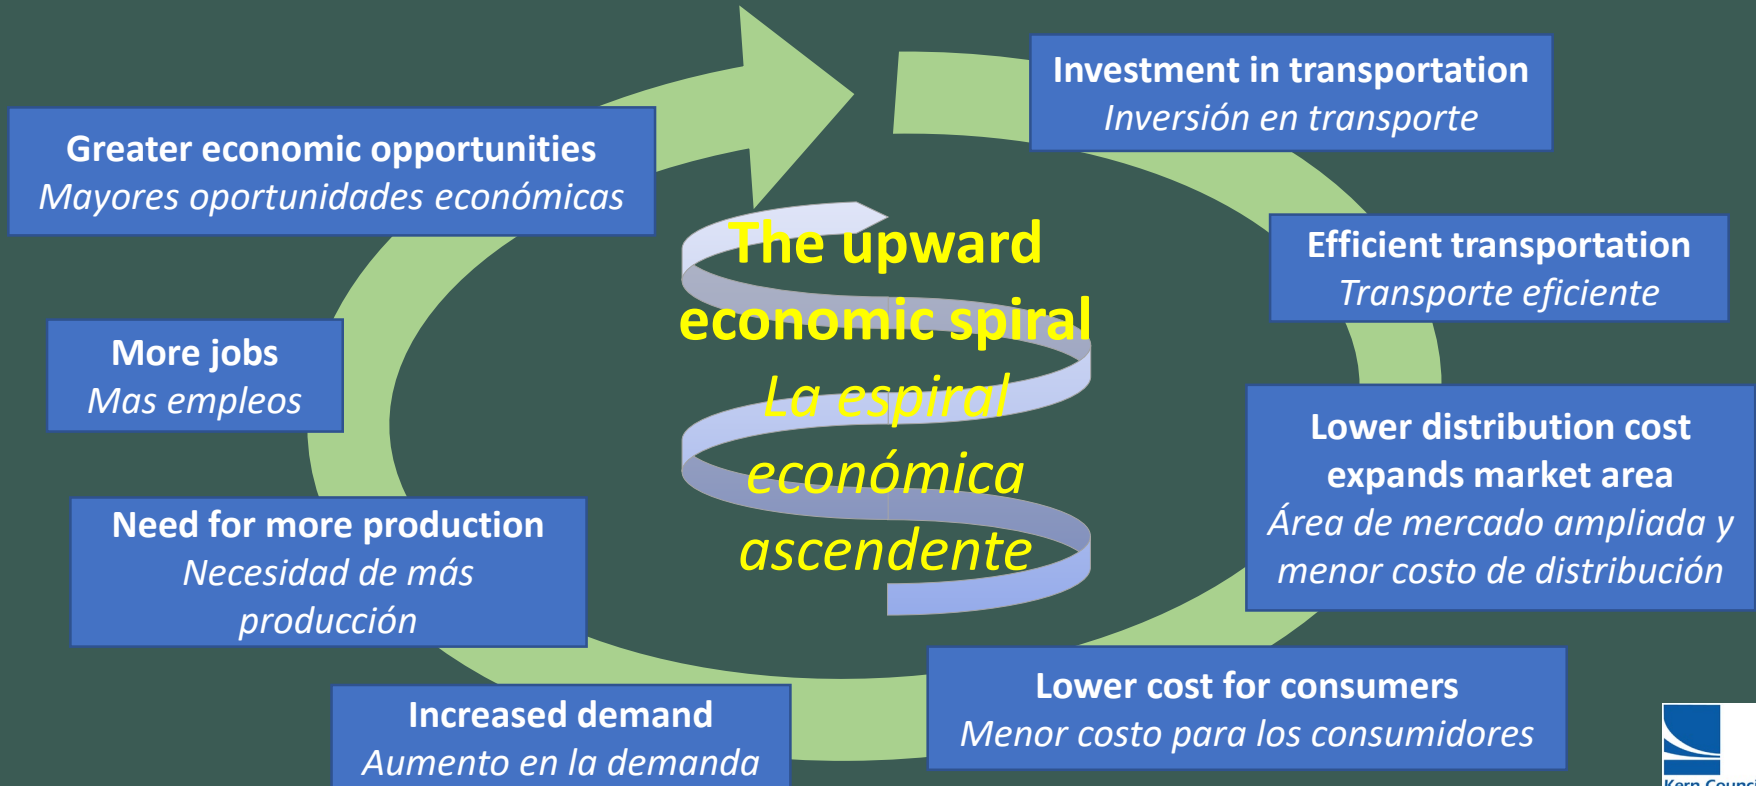 Investment in transportation
Inversión en transporte
Efficient transportation
Transporte eficiente
Lower distribution cost
expands market area
Área de mercado ampliada y
menor costo de distribución
Lower cost for consumers
Menor costo para los consumidores
Increased demand
Aumento en la demanda
Need for more production
Necesidad de más
producción
More jobs
Mas empleos
Greater economic opportunities
Mayores oportunidades económicas
The upward
economic spiral
La espiral
económica
ascendente
Kern